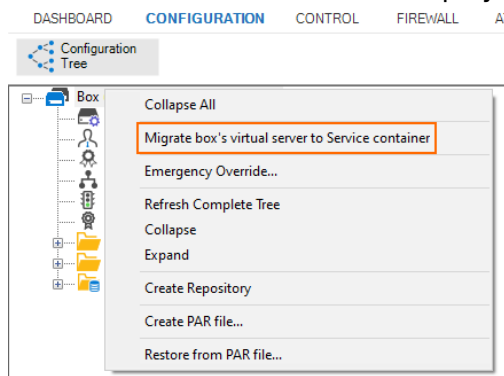 DASHBOARD CONFIGURATION CONTROL FIREWALL
Configuration
Tree
Box
Collapse All
Migrate box's virtual server to Service container
Emergency Override...
Refresh Complete Tree
Collapse
Expand
Create Repository
Create PAR file...
Restore from PAR file...